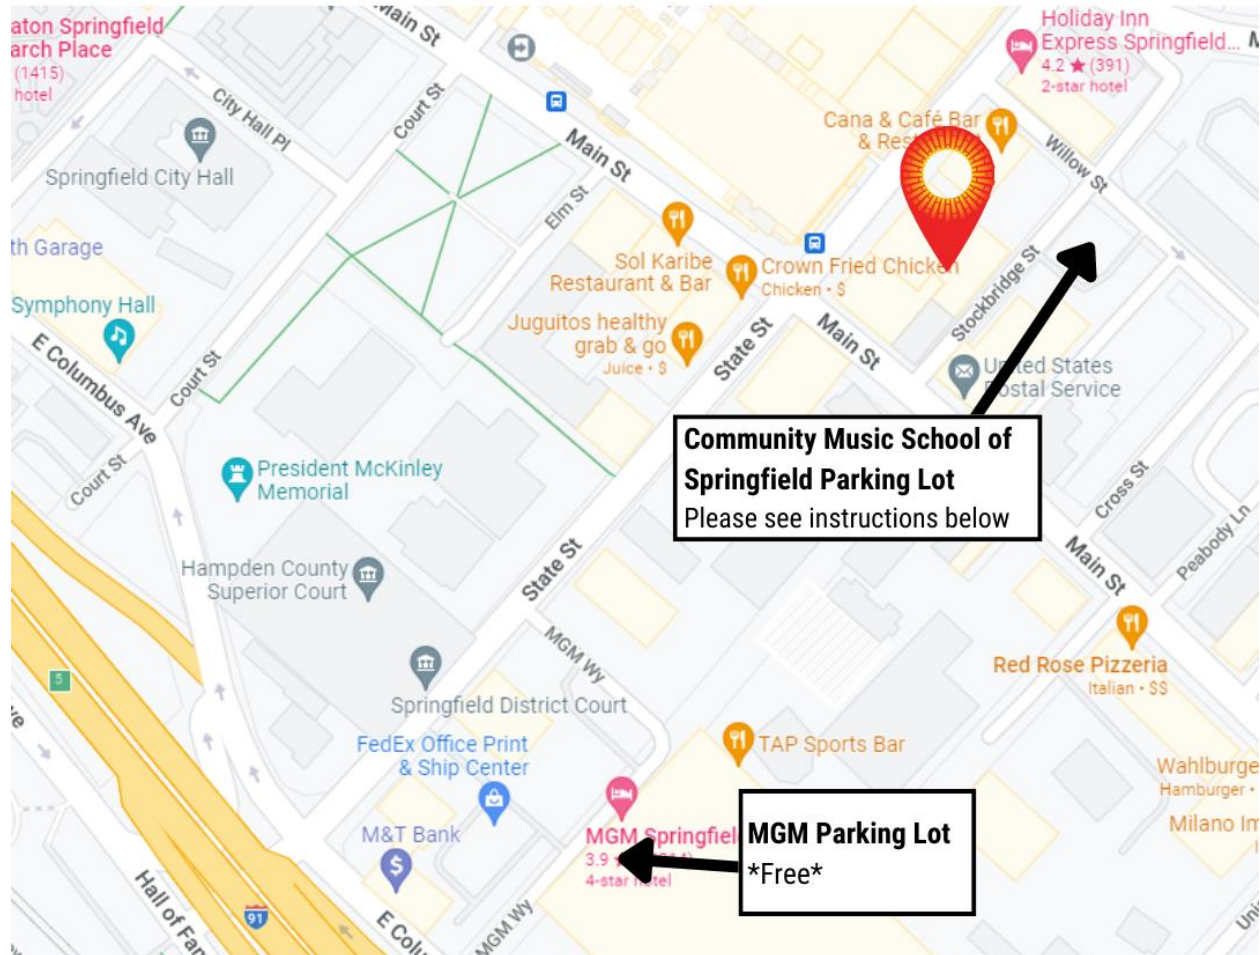 aton Springfield
arch Place
(1415)
hotel
Main St
Holiday Inn
Express Springfield...
4.2 ★ (391)
2-star hotel
City Hall Pl
Court St
Main St
Cana & Café Bar
&
Willow St
Springfield City Hall
Elm St
th Garage
Sol Karibe
Restaurant & Bar
Crown Fried Chicken
Chicken • $
Stockbridge St
Symphony Hall
Juguitos healthy
grab & go
Juice • $
State St
Main St
E Columbus Ave
Court St
United States
Postal Service
Community Music School of
Springfield Parking Lot
Please see instructions below
Court St
President McKinley
Memorial
Cross St
Peabody Ln
Main St
Hampden County
Superior Court
State St
MGM Wy
Red Rose Pizzeria
Italian • $$
5
Springfield District Court
FedEx Office Print
& Ship Center
TAP Sports Bar
Wahlburge
Hamburger •
M&T Bank
MGM Springfiel
3.9
4-star hotel
MGM Parking Lot
*Free*
Milano Im
Hall of Fam
91
E Colu
MGM Wy